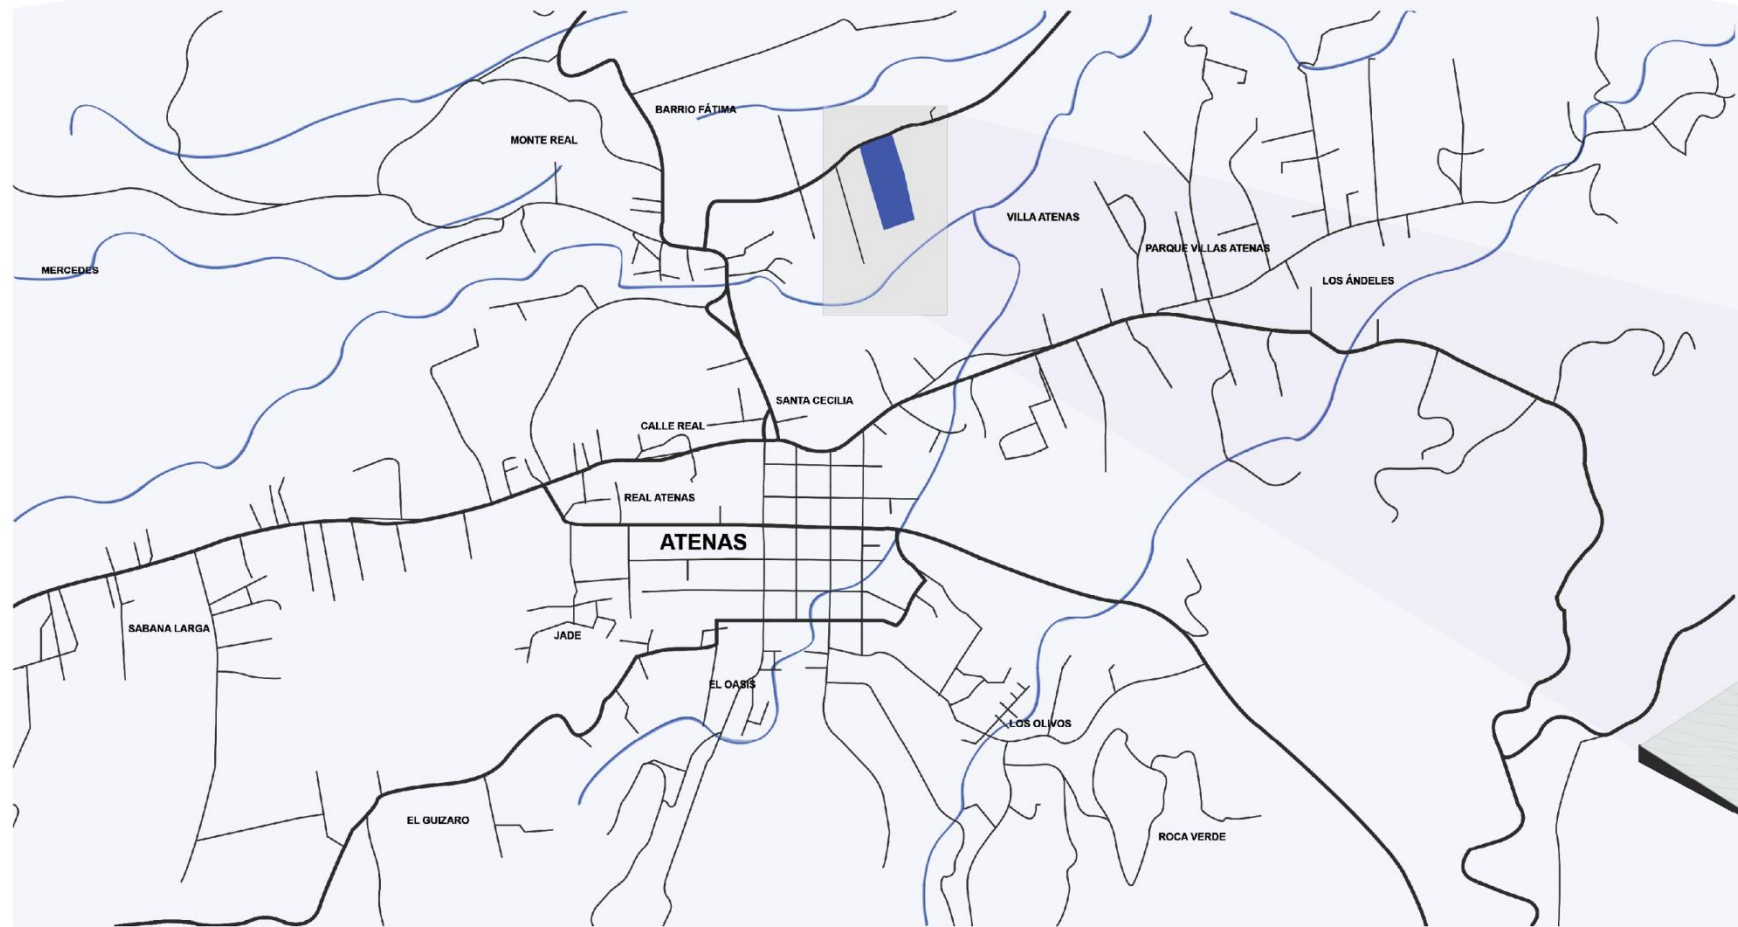 BARRIO FÁTIMA
MONTE REAL
VILLA ATENAS
PARQUE VILLAS ATENAS
MERCEDES
LOS ÁNDELES
SANTA CECILIA
CALLE REAL
REAL ATENAS
ATENAS
SABANA LARGA
JADE
EL OASIS
LOS OLIVOS
EL GUIZARO
ROCA VERDE